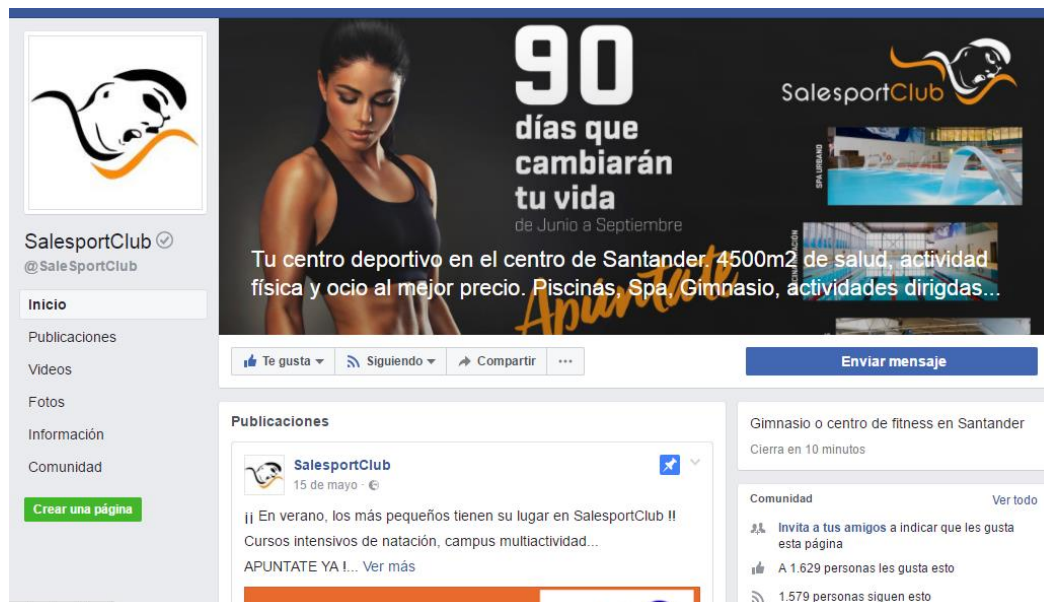 90
días que
cambiarán
tu vida
de Junio a Septiembre
Apúntate
SalesportClub
SPA URBANO
Tu centro deportivo en el centro de Santander. 4500m2 de salud, actividad
física y ocio al mejor precio. Piscinas, Spa, Gimnasio, actividades dirigdas...
SalesportClub
@SaleSportClub
Inicio
Publicaciones
Videos
Fotos
Información
Comunidad
Crear una página
Te gusta
Siguiendo
Compartir
...
Enviar mensaje
Publicaciones
SalesportClub
15 de mayo ·
¡¡ En verano, los más pequeños tienen su lugar en SalesportClub !!
Cursos intensivos de natación, campus multiactividad...
APUNTATE YA !... Ver más
Gimnasio o centro de fitness en Santander
Cierra en 10 minutos
Comunidad
Ver todo
Invita a tus amigos a indicar que les gusta
esta página
A 1.629 personas les gusta esto
1.579 personas siguen esto